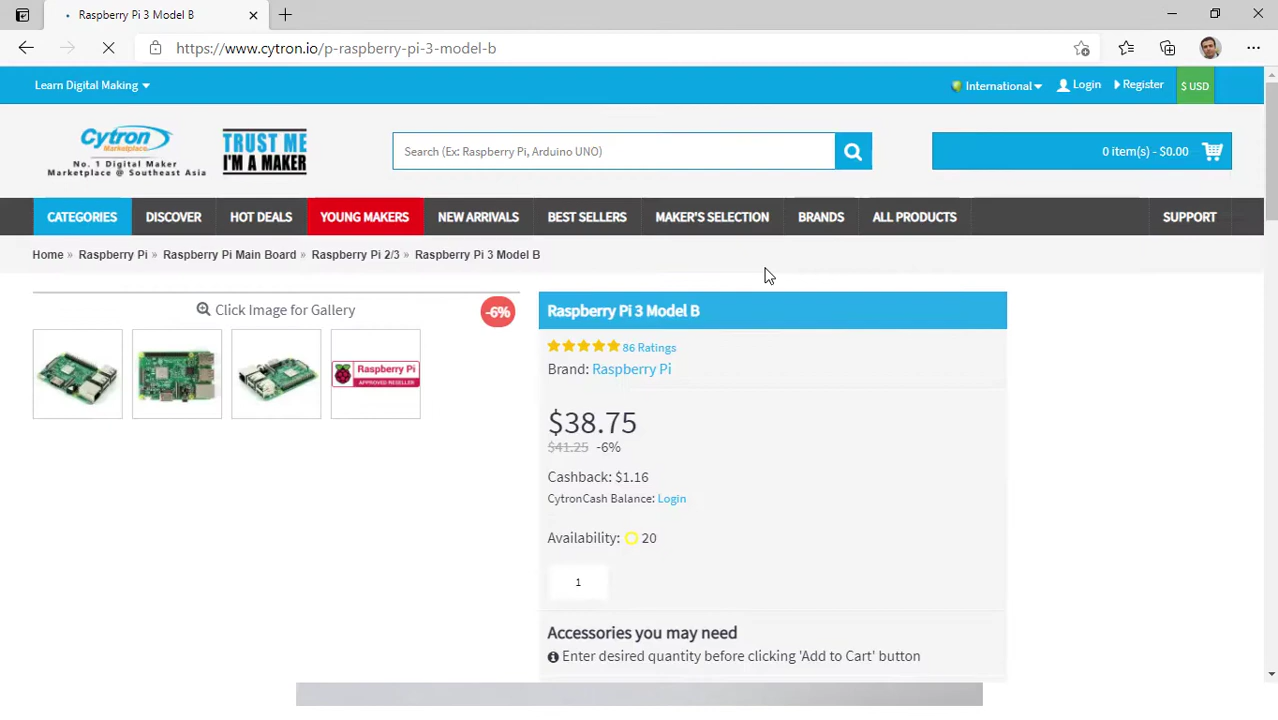 Raspberry Pi 3 Model B
https://www.cytron.io/p-raspberry-pi-3-model-b
Learn Digital Making
International Login Register $ USD
Cytron
Marketplace
No. 1 Digital Maker
Marketplace @ Southeast Asia
TRUST ME
I'M A MAKER
Search (Ex: Raspberry Pi, Arduino UNO)
0 item(s) - $0.00
CATEGORIES DISCOVER HOT DEALS YOUNG MAKERS NEW ARRIVALS BEST SELLERS MAKER'S SELECTION BRANDS ALL PRODUCTS SUPPORT
Home » Raspberry Pi » Raspberry Pi Main Board » Raspberry Pi 2/3 » Raspberry Pi 3 Model B
Click Image for Gallery
-6%
Raspberry Pi
APPROVED RESELLER
Raspberry Pi 3 Model B
86 Ratings
Brand: Raspberry Pi
$38.75
$41.25 -6%
Cashback: $1.16
CytronCash Balance: Login
Availability: 20
1
Accessories you may need
Enter desired quantity before clicking 'Add to Cart' button